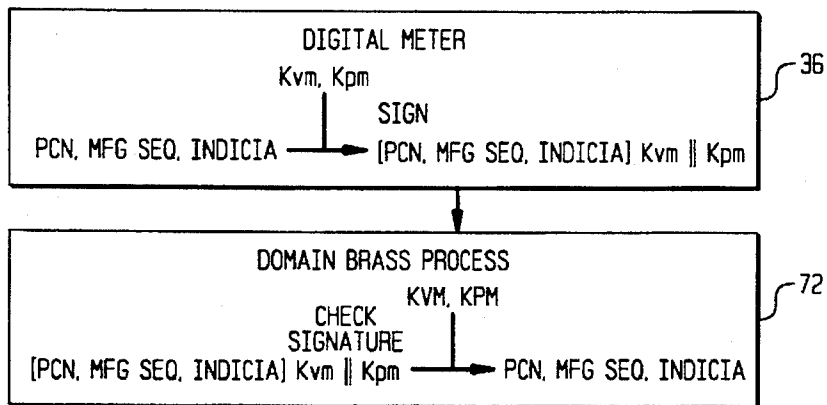 DIGITAL METER
Kvm, Kpm
SIGN
PCN, MFG SEQ, INDICIA
[PCN, MFG SEQ, INDICIA] Kvm || Kpm
36
DOMAIN BRASS PROCESS
KVM, KPM
CHECK
SIGNATURE
[PCN, MFG SEQ, INDICIA] Kvm || Kpm
PCN, MFG SEQ, INDICIA
72